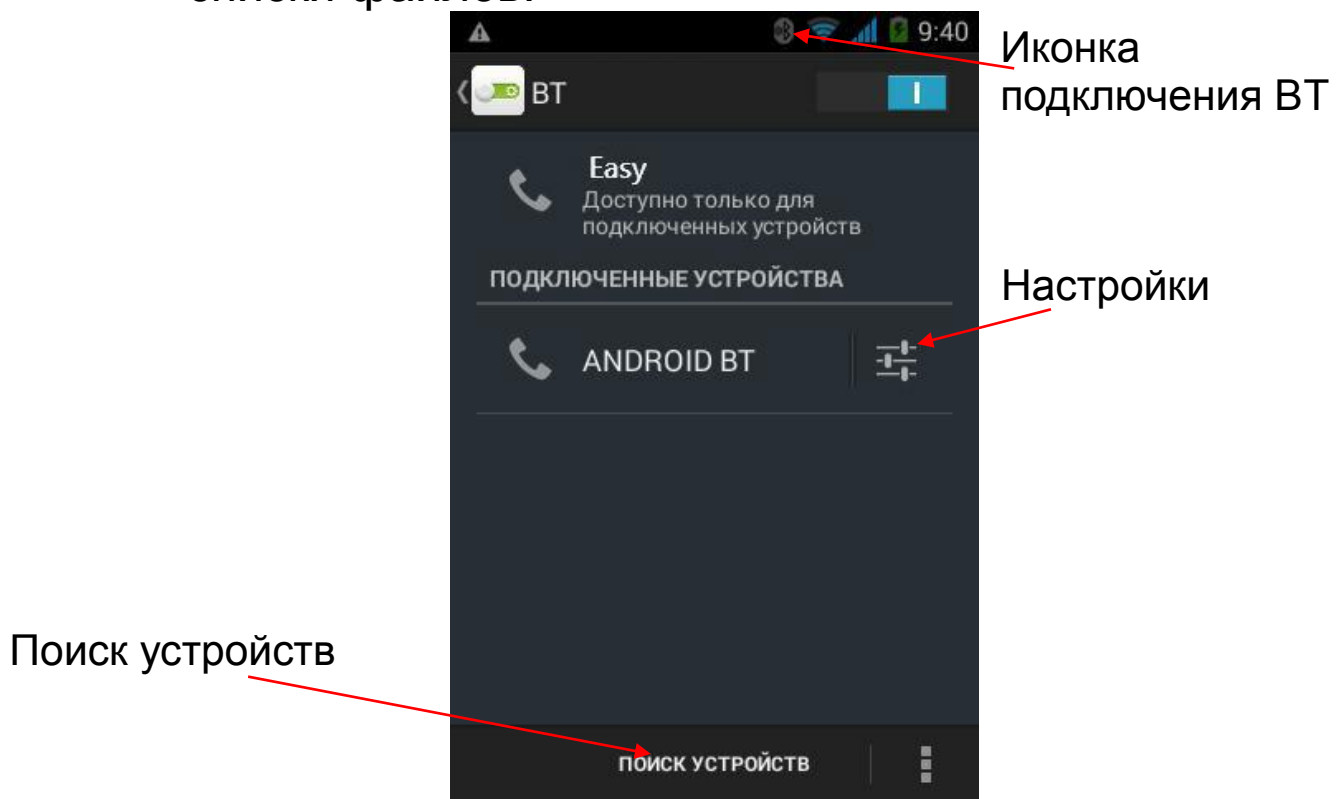 9:40
Иконка
подключения BT
BT
Easy
Доступно только для
подключенных устройств
ПОДКЛЮЧЕННЫЕ УСТРОЙСТВА
Настройки
ANDROID BT
Поиск устройств
ПОИСК УСТРОЙСТВ